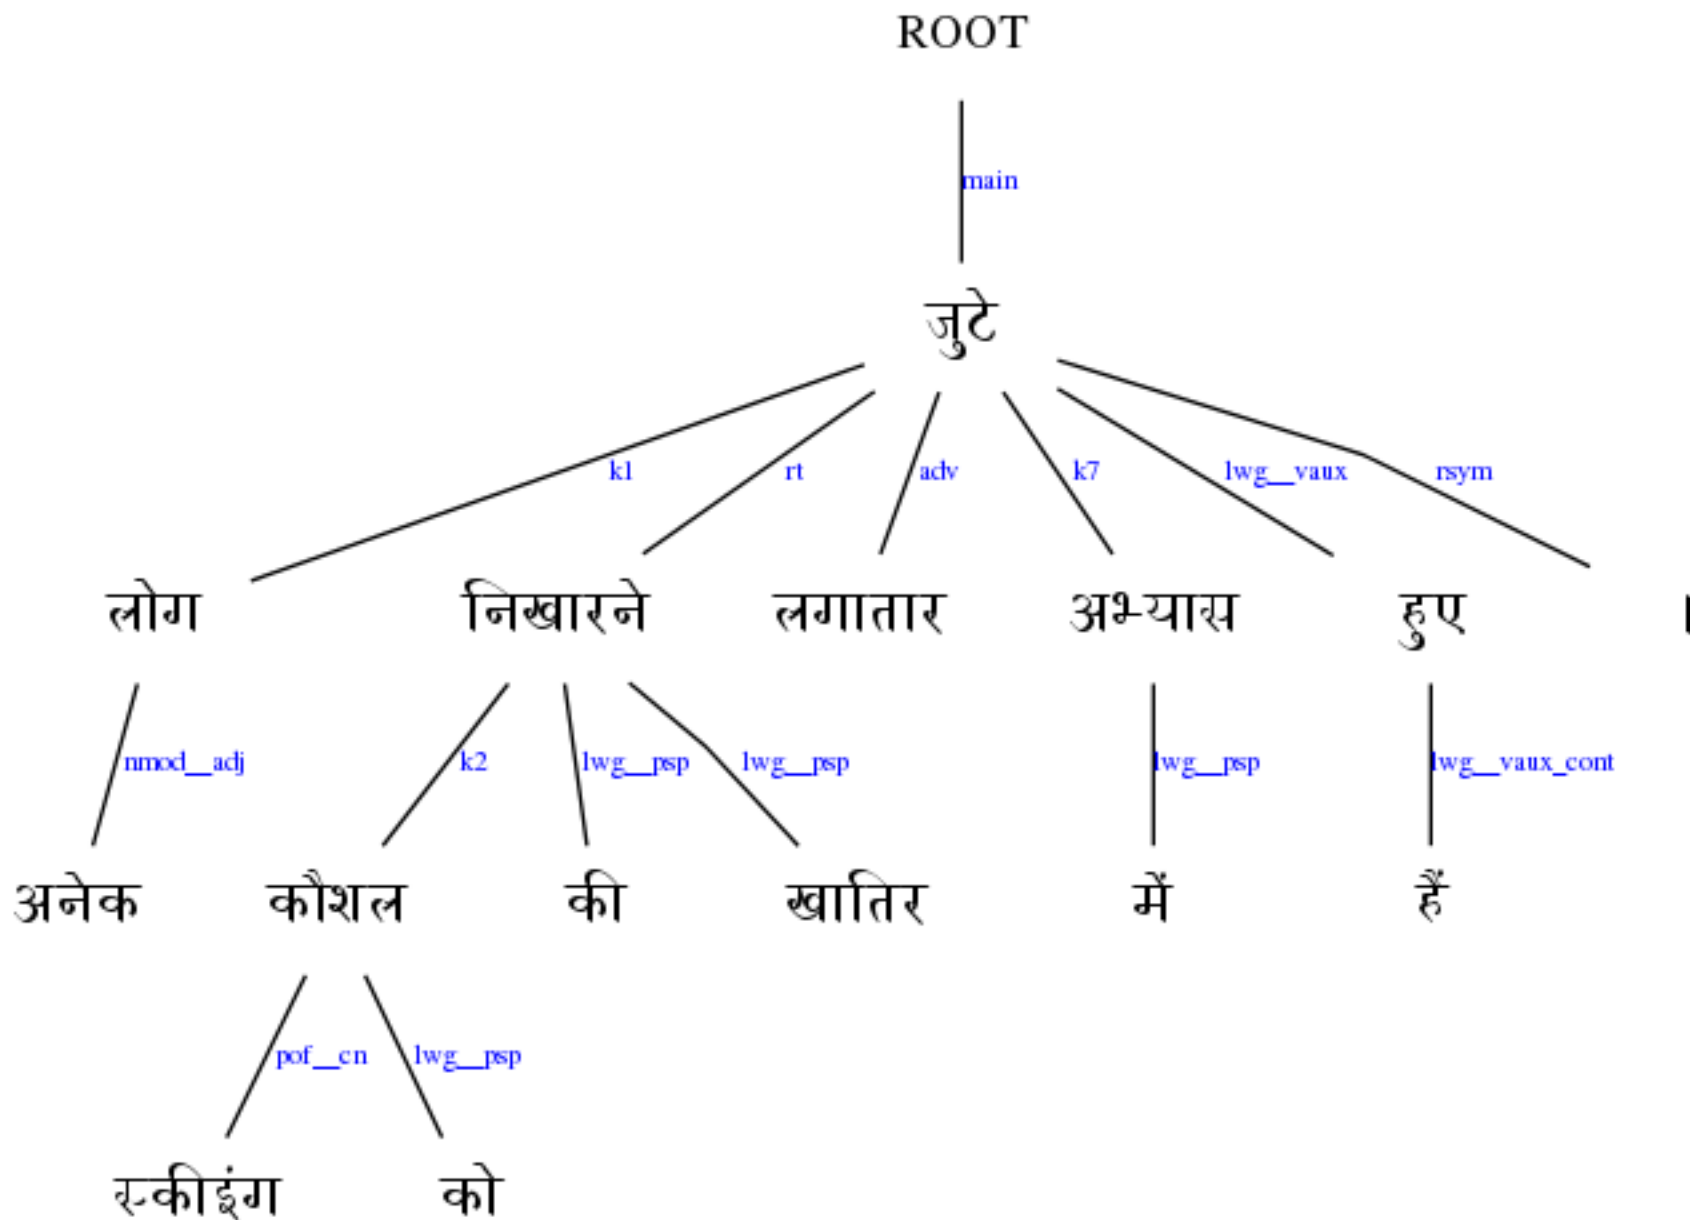 ROOT
main
जुटे
k1 rt adv k7 lwg__vaux rsym
लोग निखारने लगातार अभ्यास हुए ।
nmod__adj k2 lwg__psp lwg__psp lwg__psp lwg__vaux_cont
अनेक कौशल की खातिर में हैं
pof__cn lwg__psp
स्कीइंग को